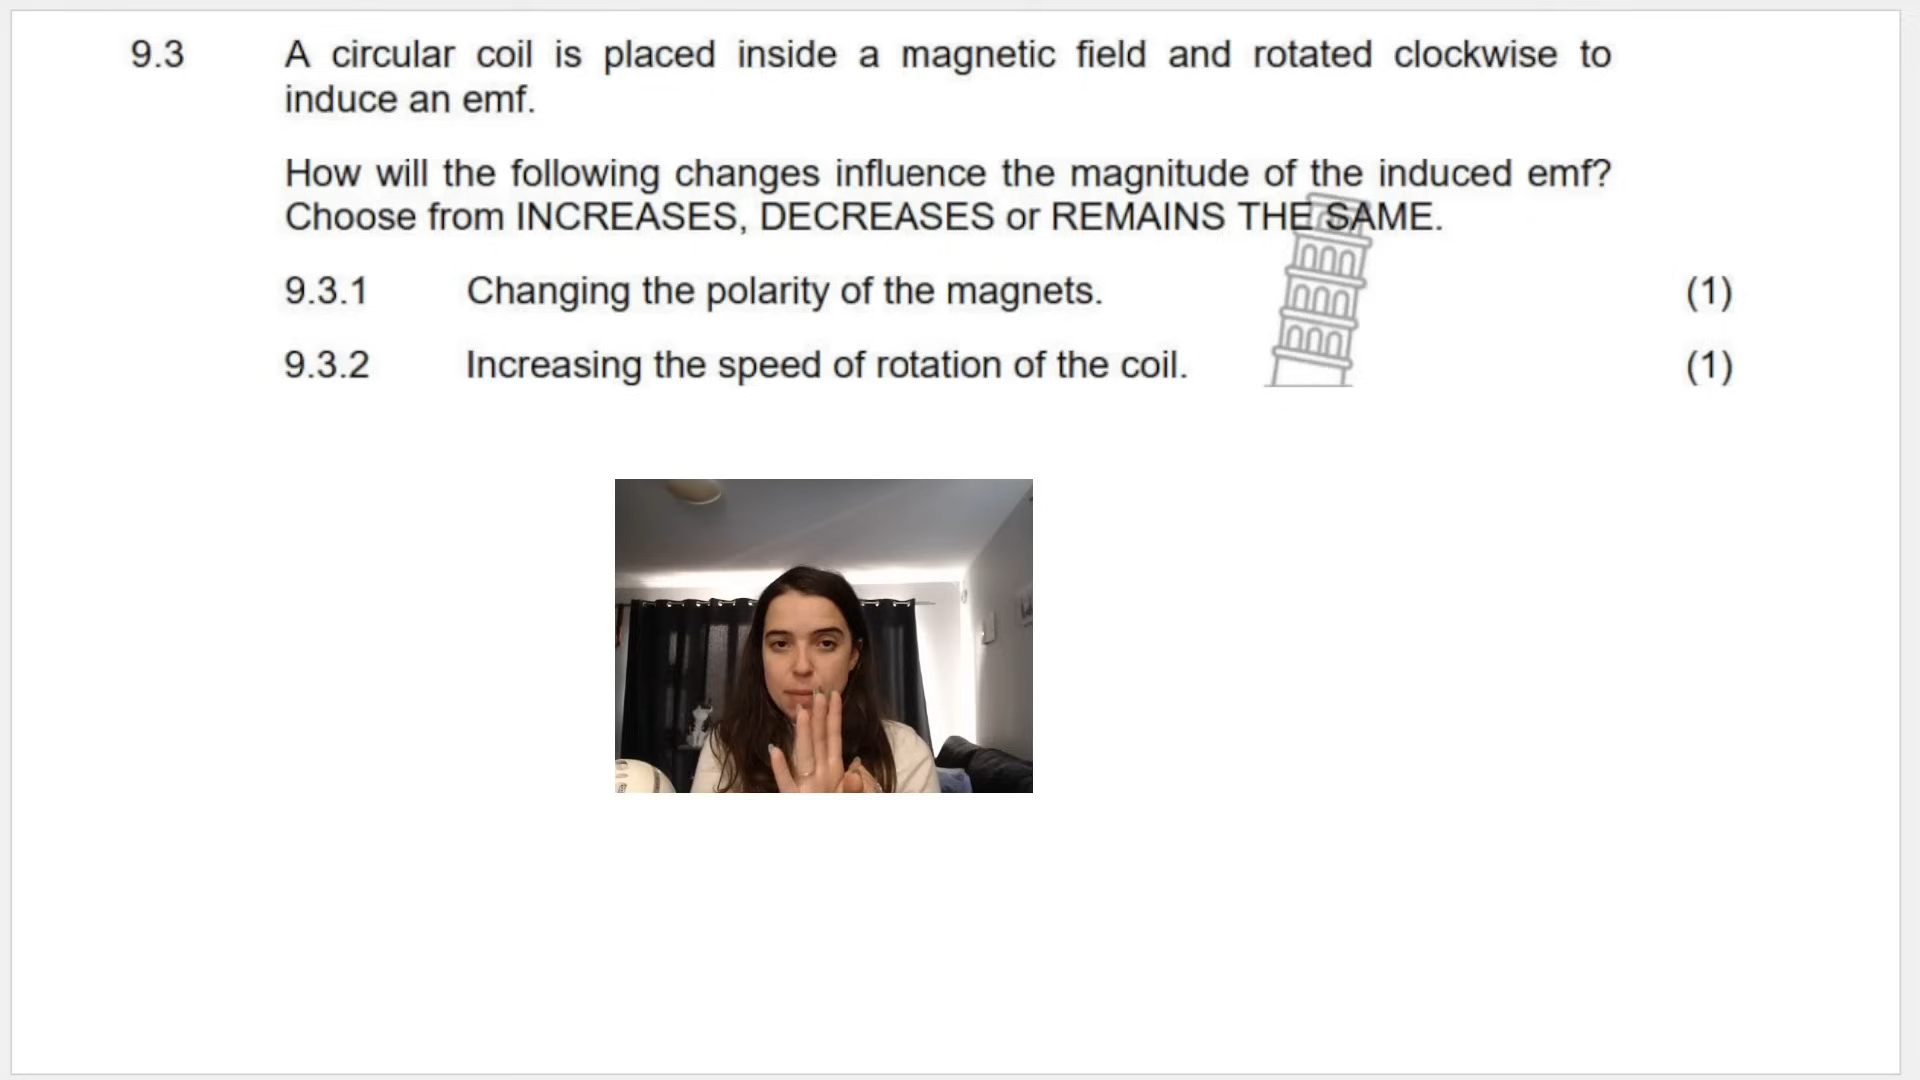 9.3 A circular coil is placed inside a magnetic field and rotated clockwise to
induce an emf.
How will the following changes influence the magnitude of the induced emf?
Choose from INCREASES, DECREASES or REMAINS THE SAME.
9.3.1 Changing the polarity of the magnets. (1)
9.3.2 Increasing the speed of rotation of the coil. (1)